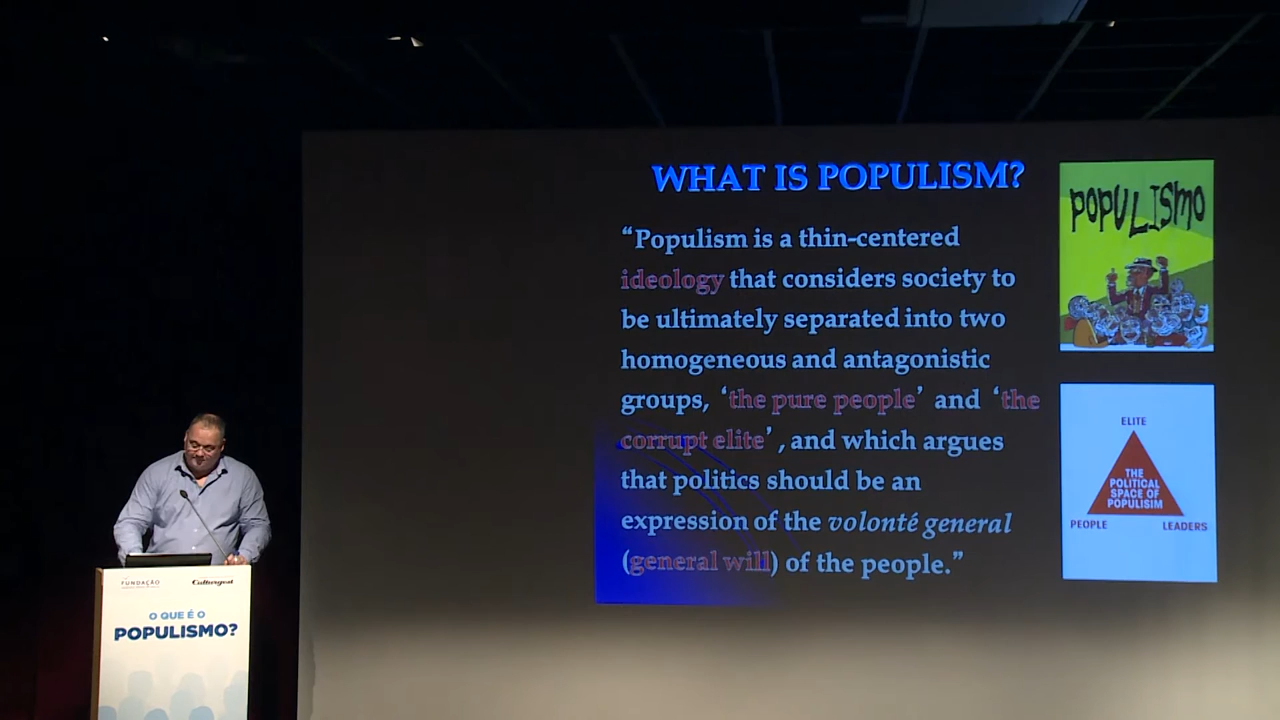 WHAT IS POPULISM?
“Populism is a thin-centered
ideology that considers society to
be ultimately separated into two
homogeneous and antagonistic
groups, ‘the pure people’ and ‘the
corrupt elite’, and which argues
that politics should be an
expression of the volonté general
(general will) of the people.”
POPULISMO
ELITE
THE
POLITICAL
SPACE OF
POPULISIM
PEOPLE
LEADERS
FUNDAÇÃO
Culturgest
O QUE É O
POPULISMO?